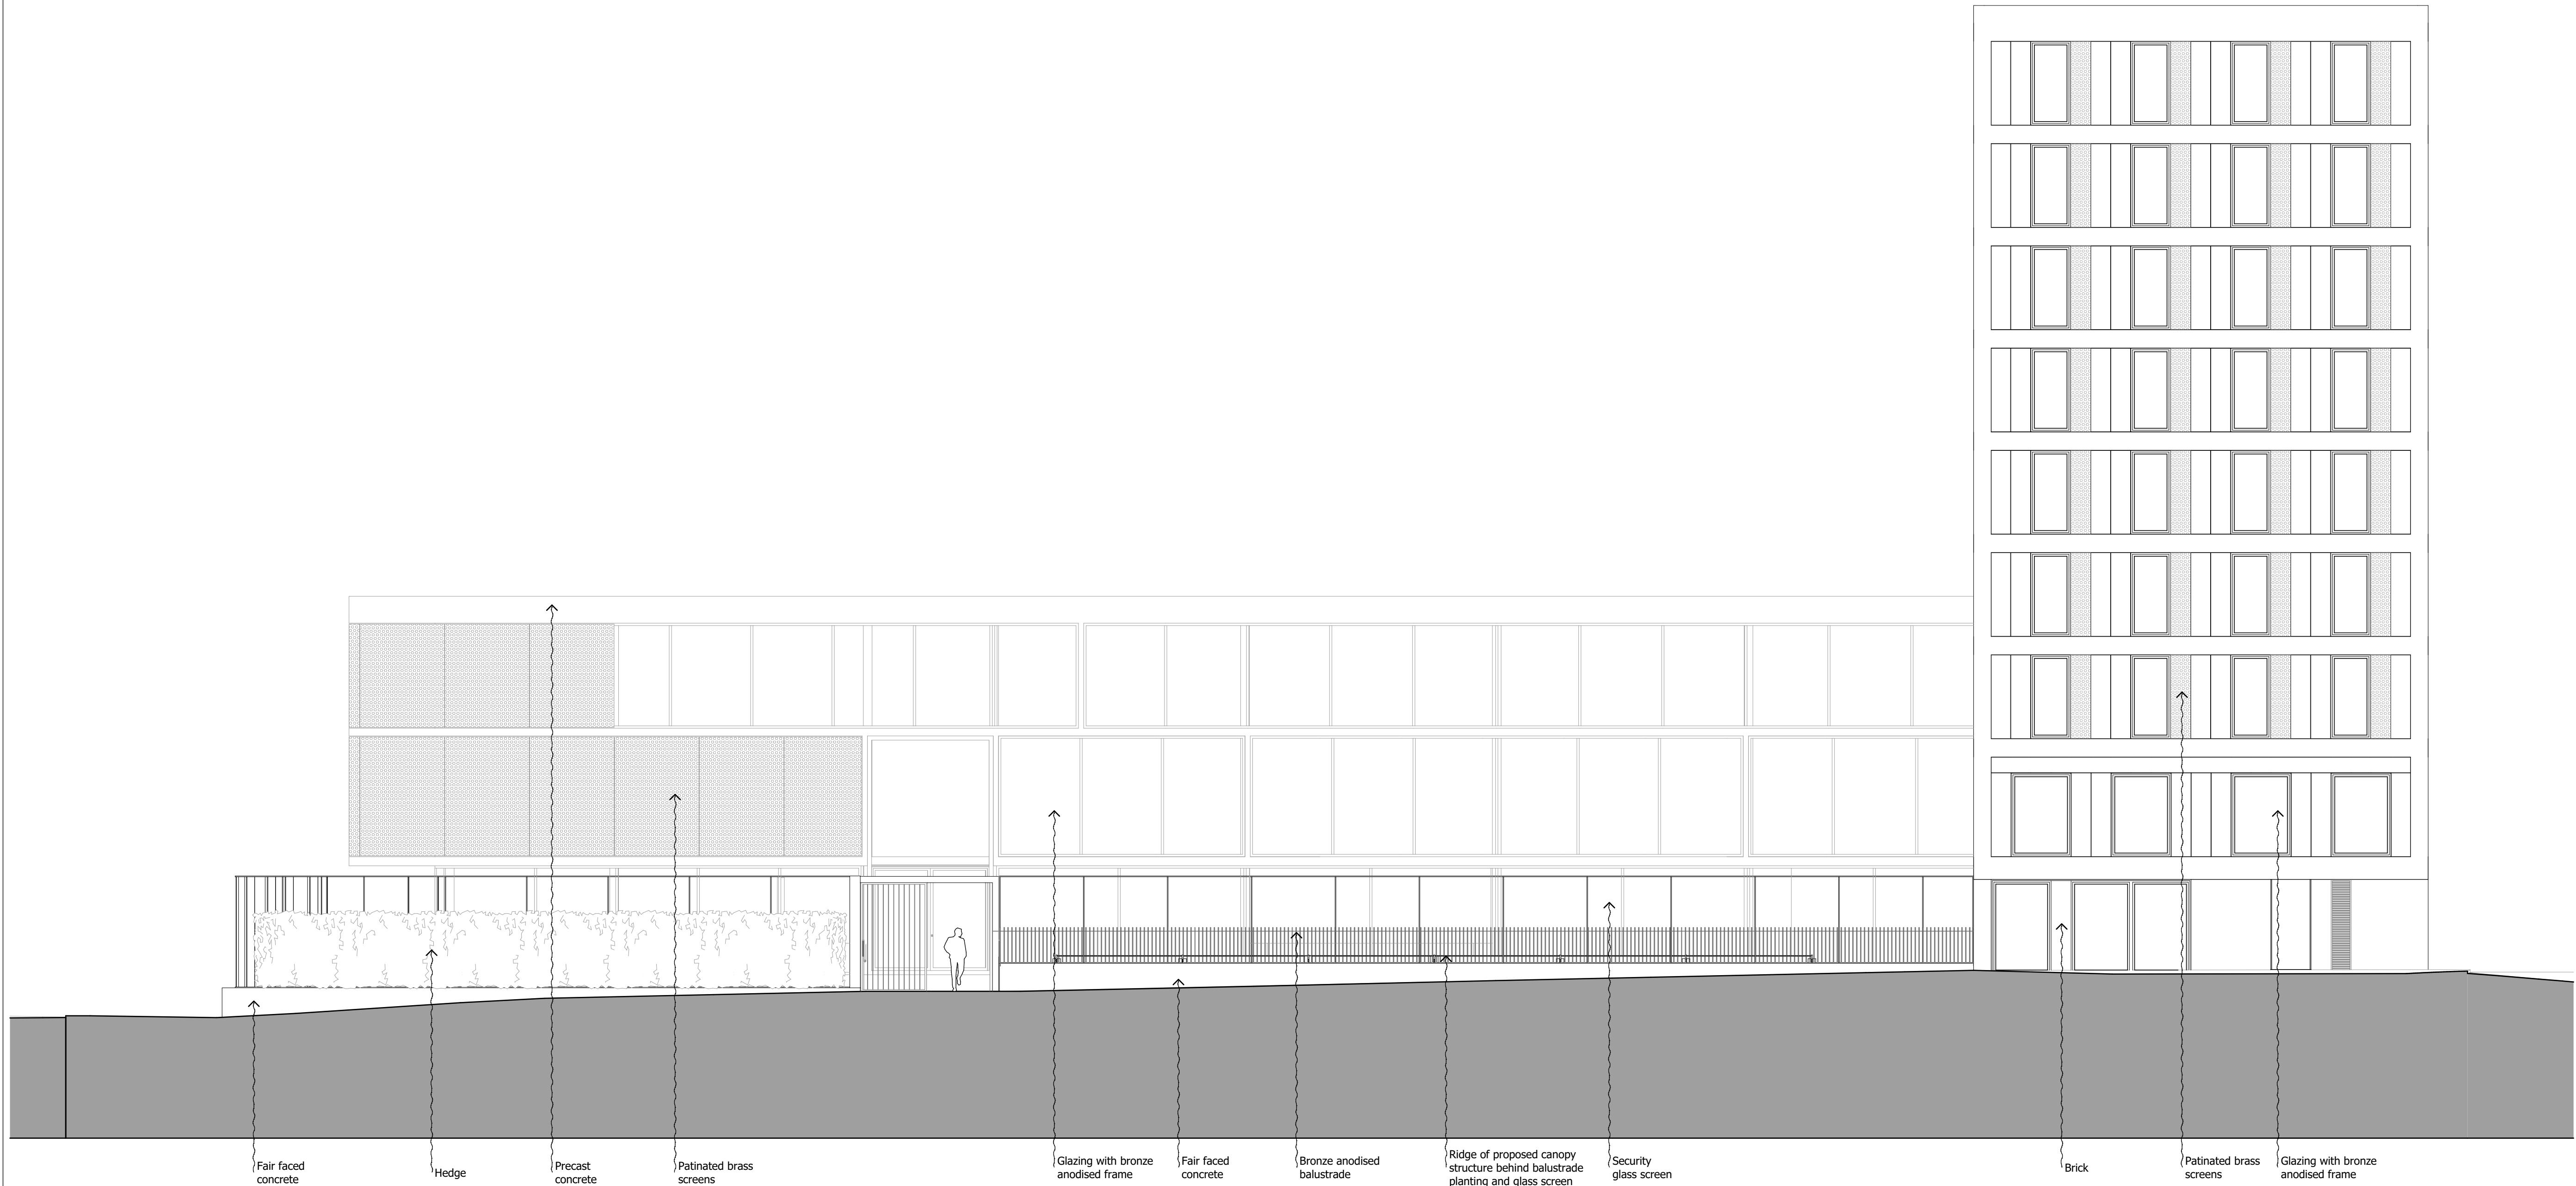 Fair faced
concrete
Hedge
Precast
concrete
Patinated brass
screens
Glazing with bronze
anodised frame
Fair faced
concrete
Bronze anodised
balustrade
Ridge of proposed canopy
structure behind balustrade
planting and glass screen
Security
glass screen
Brick
Patinated brass
screens
Glazing with bronze
anodised frame